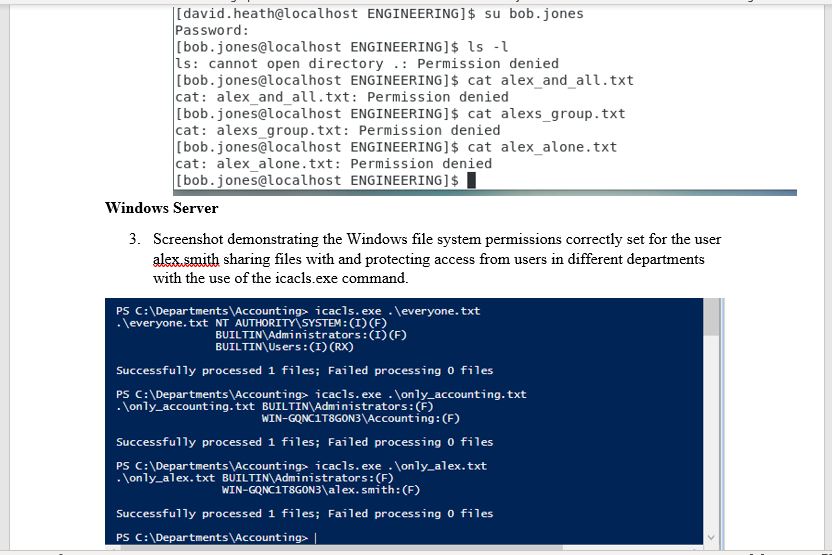 [david.heath@localhost ENGINEERING]$ su bob.jones
Password:
[bob.jones@localhost ENGINEERING]$ ls -l
ls: cannot open directory .: Permission denied
[bob.jones@localhost ENGINEERING]$ cat alex_and_all.txt
cat: alex_and_all.txt: Permission denied
[bob.jones@localhost ENGINEERING]$ cat alexs_group.txt
cat: alexs_group.txt: Permission denied
[bob.jones@localhost ENGINEERING]$ cat alex_alone.txt
cat: alex_alone.txt: Permission denied
[bob.jones@localhost ENGINEERING]$
Windows Server
3. Screenshot demonstrating the Windows file system permissions correctly set for the user
alex.smith sharing files with and protecting access from users in different departments
with the use of the icacls.exe command.
PS C:\Departments\Accounting> icacls.exe .\everyone.txt
.\everyone.txt NT AUTHORITY\SYSTEM:(I)(F)
BUILTIN\Administrators:(I)(F)
BUILTIN\Users:(I)(RX)
Successfully processed 1 files; Failed processing 0 files
PS C:\Departments\Accounting> icacls.exe .\only_accounting.txt
.\only_accounting.txt BUILTIN\Administrators:(F)
WIN-GQNC1T8GON3\Accounting:(F)
Successfully processed 1 files; Failed processing 0 files
PS C:\Departments\Accounting> icacls.exe .\only_alex.txt
.\only_alex.txt BUILTIN\Administrators:(F)
WIN-GQNC1T8GON3\alex.smith:(F)
Successfully processed 1 files; Failed processing 0 files
PS C:\Departments\Accounting>